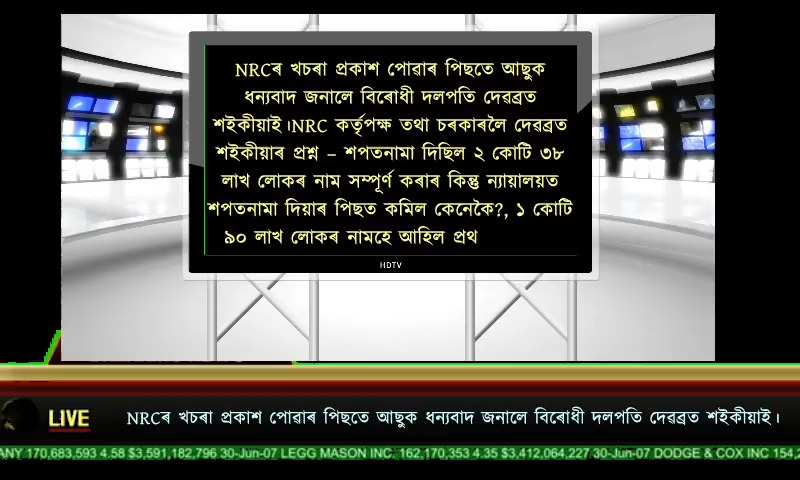 NRCৰ খচৰা প্ৰকাশ পোৱাৰ পিছতে আছুক
ধন্যবাদ জনালে বিৰোধী দলপতি দেৱব্ৰত
শইকীয়াই।NRC কৰ্তৃপক্ষ তথা চৰকাৰলৈ দেৱব্ৰত
শইকীয়াৰ প্ৰশ্ন – শপতনামা দিছিল ২ কোটি ৩৮
লাখ লোকৰ নাম সম্পূৰ্ণ কৰাৰ কিন্তু ন্যায়ালয়ত
শপতনামা দিয়াৰ পিছত কমিল কেনেকৈ?, ১ কোটি
৯০ লাখ লোকৰ নামহে আহিল প্ৰথ
HDTV
LIVE NRCৰ খচৰা প্ৰকাশ পোৱাৰ পিছতে আছুক ধন্যবাদ জনালে বিৰোধী দলপতি দেৱব্ৰত শইকীয়াই।
ANY 170,683,593 4.58 $3,591,182,796 30-Jun-07 LEGG MASON INC. 162,170,353 4.35 $3,412,064,227 30-Jun-07 DODGE & COX INC 154,2